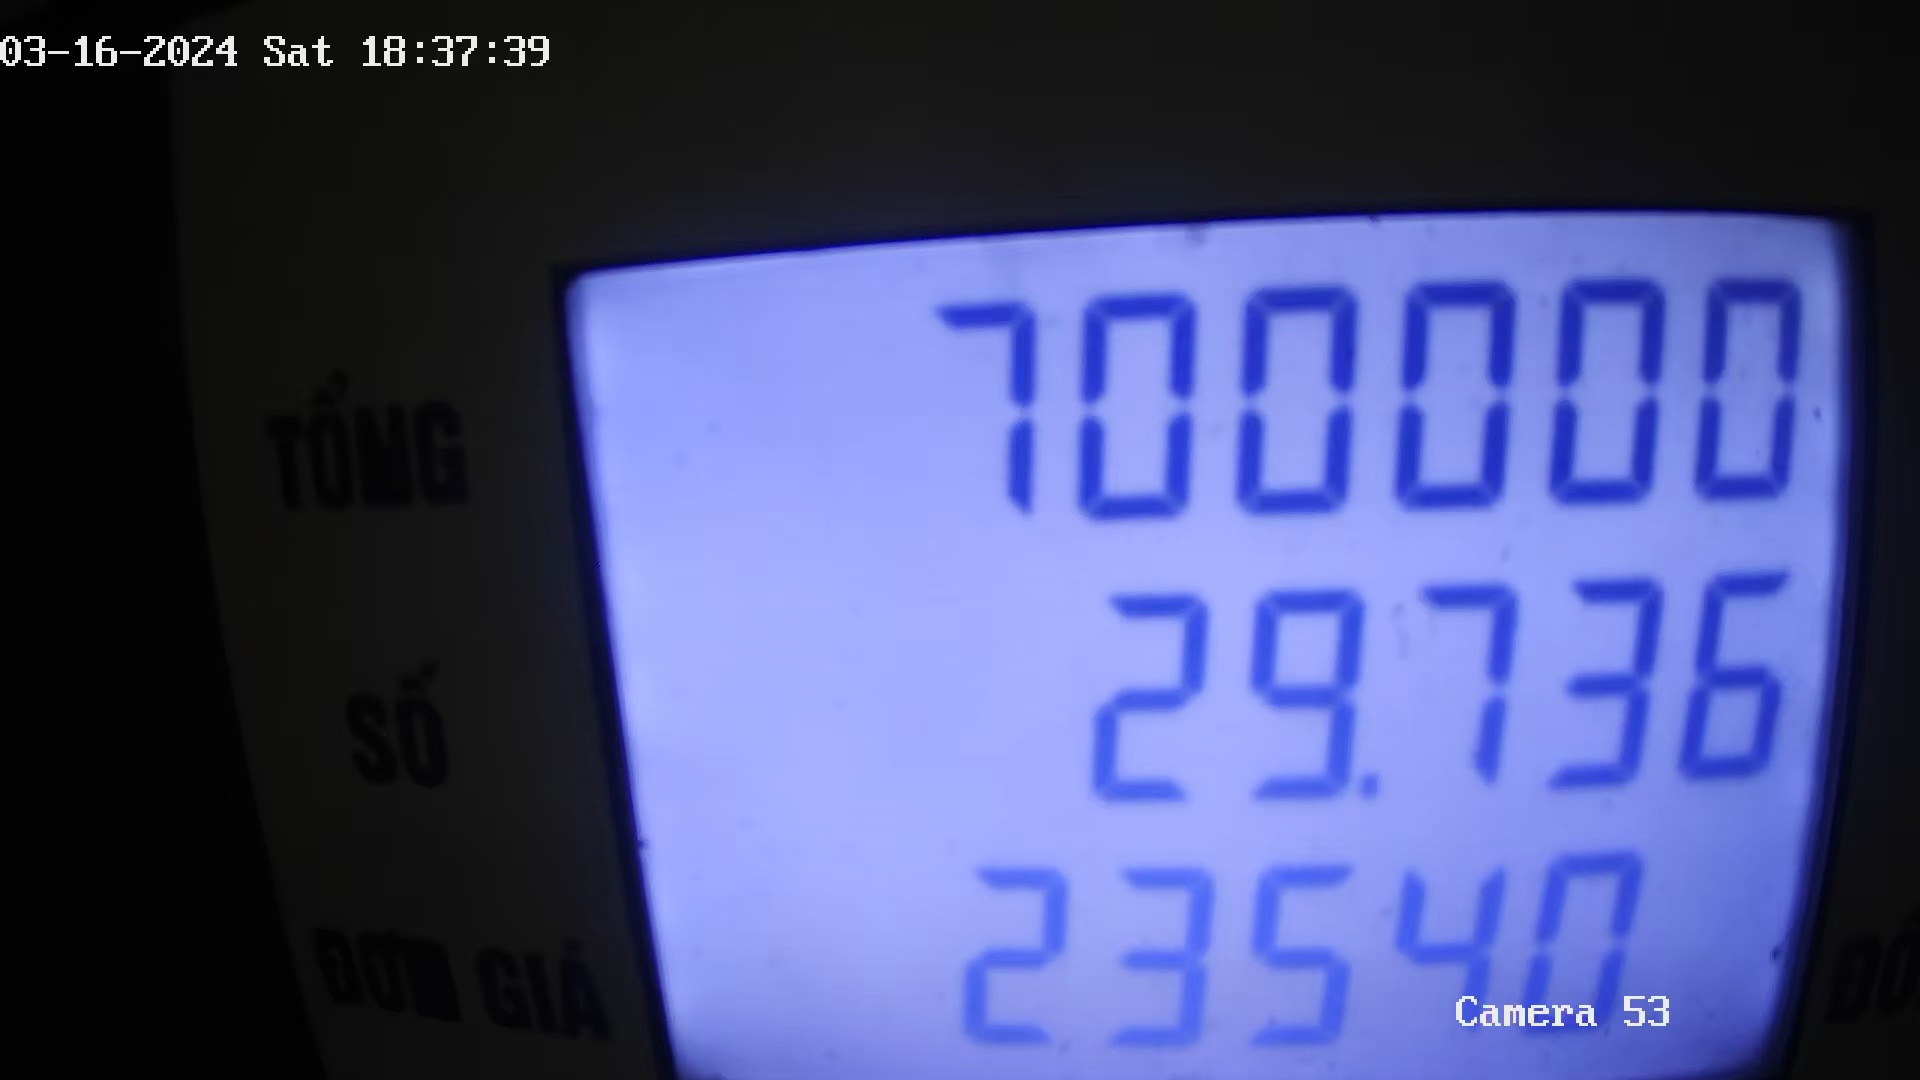 03-16-2024 Sat 18:37:39
TỔNG 700000
SỐ 29.736
ĐƠN GIÁ 23540
Camera 53